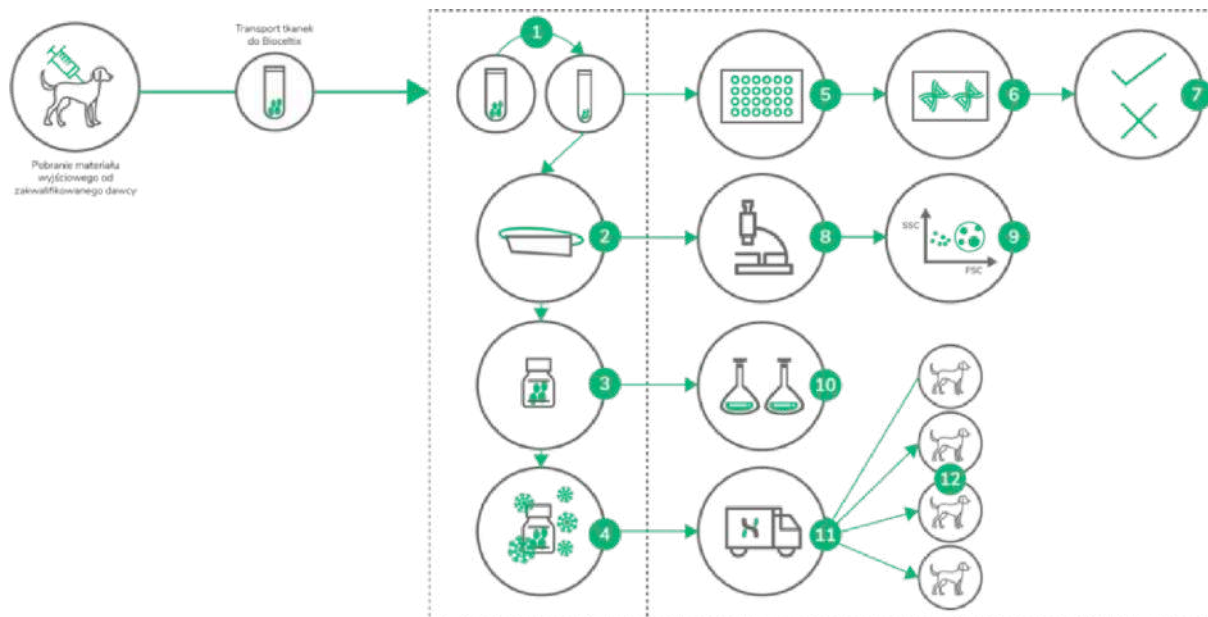 Transport tkanek
do Bioceltix
Pobranie materiału
wyjściowego od
zakwalifikowanego dawcy
1
5
6
7
2
8
SSC
FSC
9
3
10
4
11
12